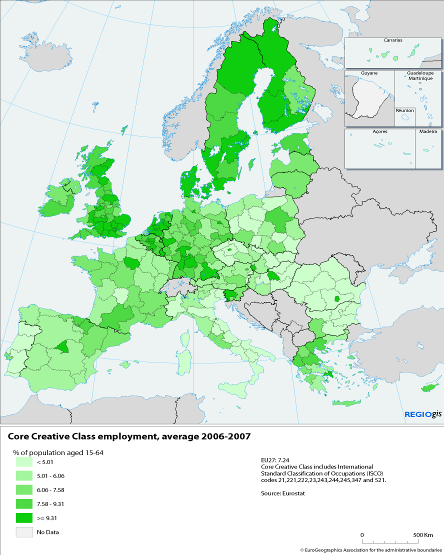 Canarias
Guyane
Guadeloupe
Martinique
Réunion
Açores
Madeira
REGIOgis
Core Creative Class employment, average 2006-2007
% of population aged 15-64
< 5.01
5.01 - 6.06
6.06 - 7.58
7.58 - 9.31
>= 9.31
No Data
EU27: 7.24
Core Creative Class includes International
Standard Classification of Occupations (ISCO)
codes 21,221,222,23,243,244,245,347 and 521.
Source: Eurostat
0 500 Km
© EuroGeographics Association for the administrative boundaries